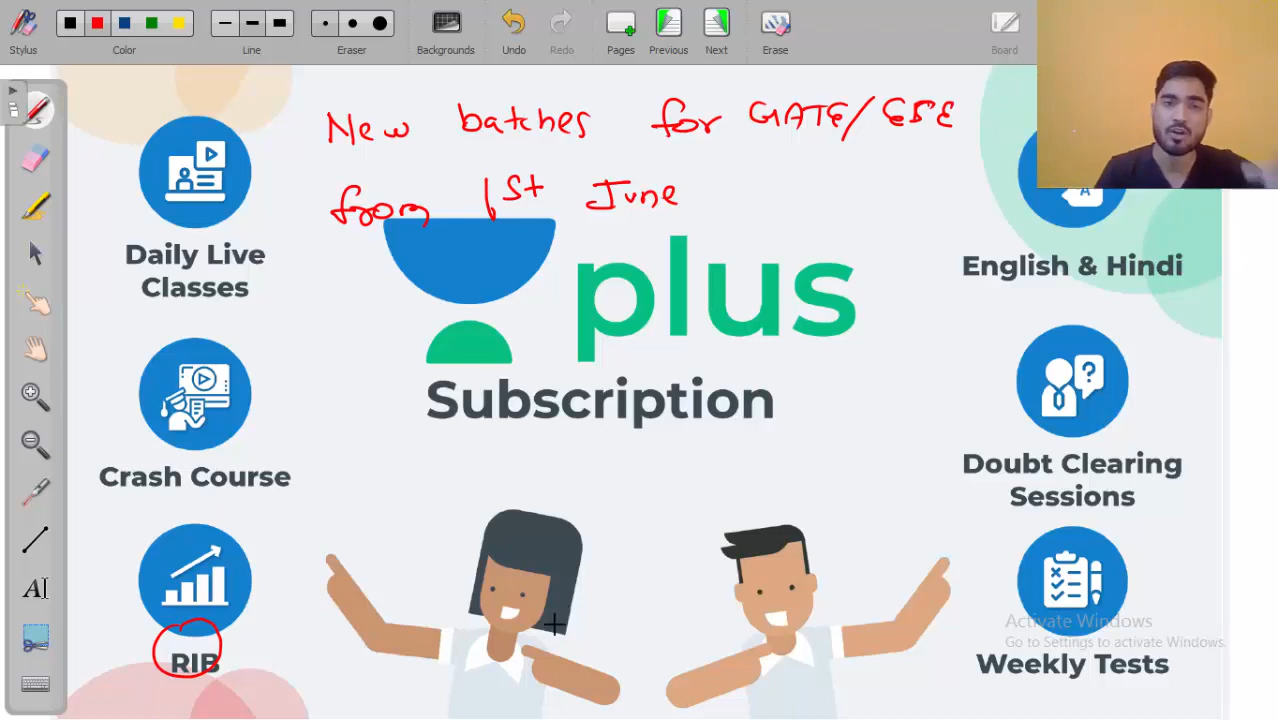 Stylus
Color
Line
Eraser
Backgrounds
Undo
Redo
Pages
Previous
Next
Erase
Board
New batches for GATE/ESE
from 1st June
Daily Live
Classes
A
English & Hindi
plus
Subscription
Crash Course
?
Doubt Clearing
Sessions
RIB
Activate Windows
Go to Settings to activate Windows.
Weekly Tests
AI